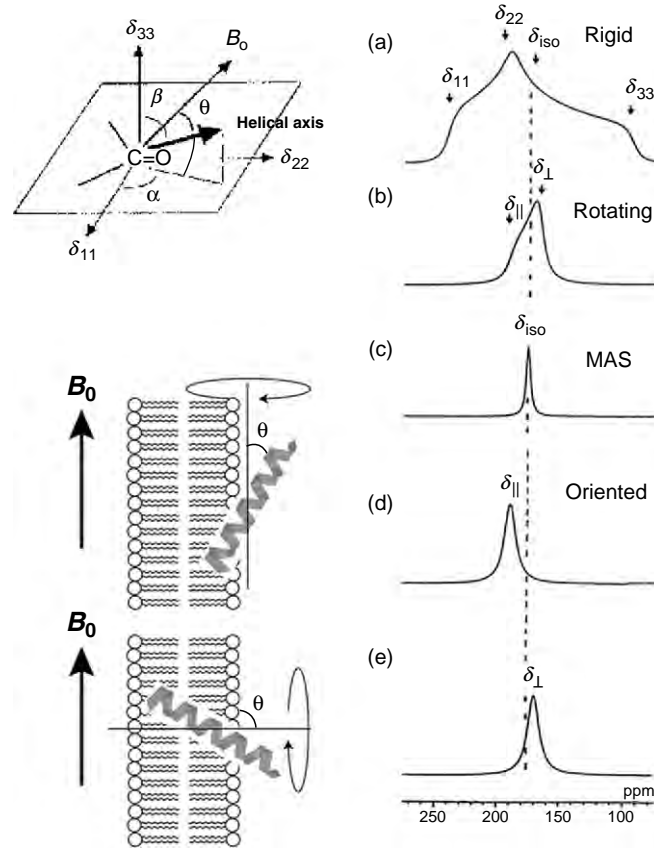 δ33
Bo
β
θ
Helical axis
C=O
δ22
α
δ11
(a)
δ22
δiso
Rigid
δ11
δ33
(b)
δ∥
δ⊥
Rotating
(c)
δiso
MAS
(d)
δ∥
Oriented
(e)
δ⊥
ppm
250
200
150
100
B0
θ
B0
θ